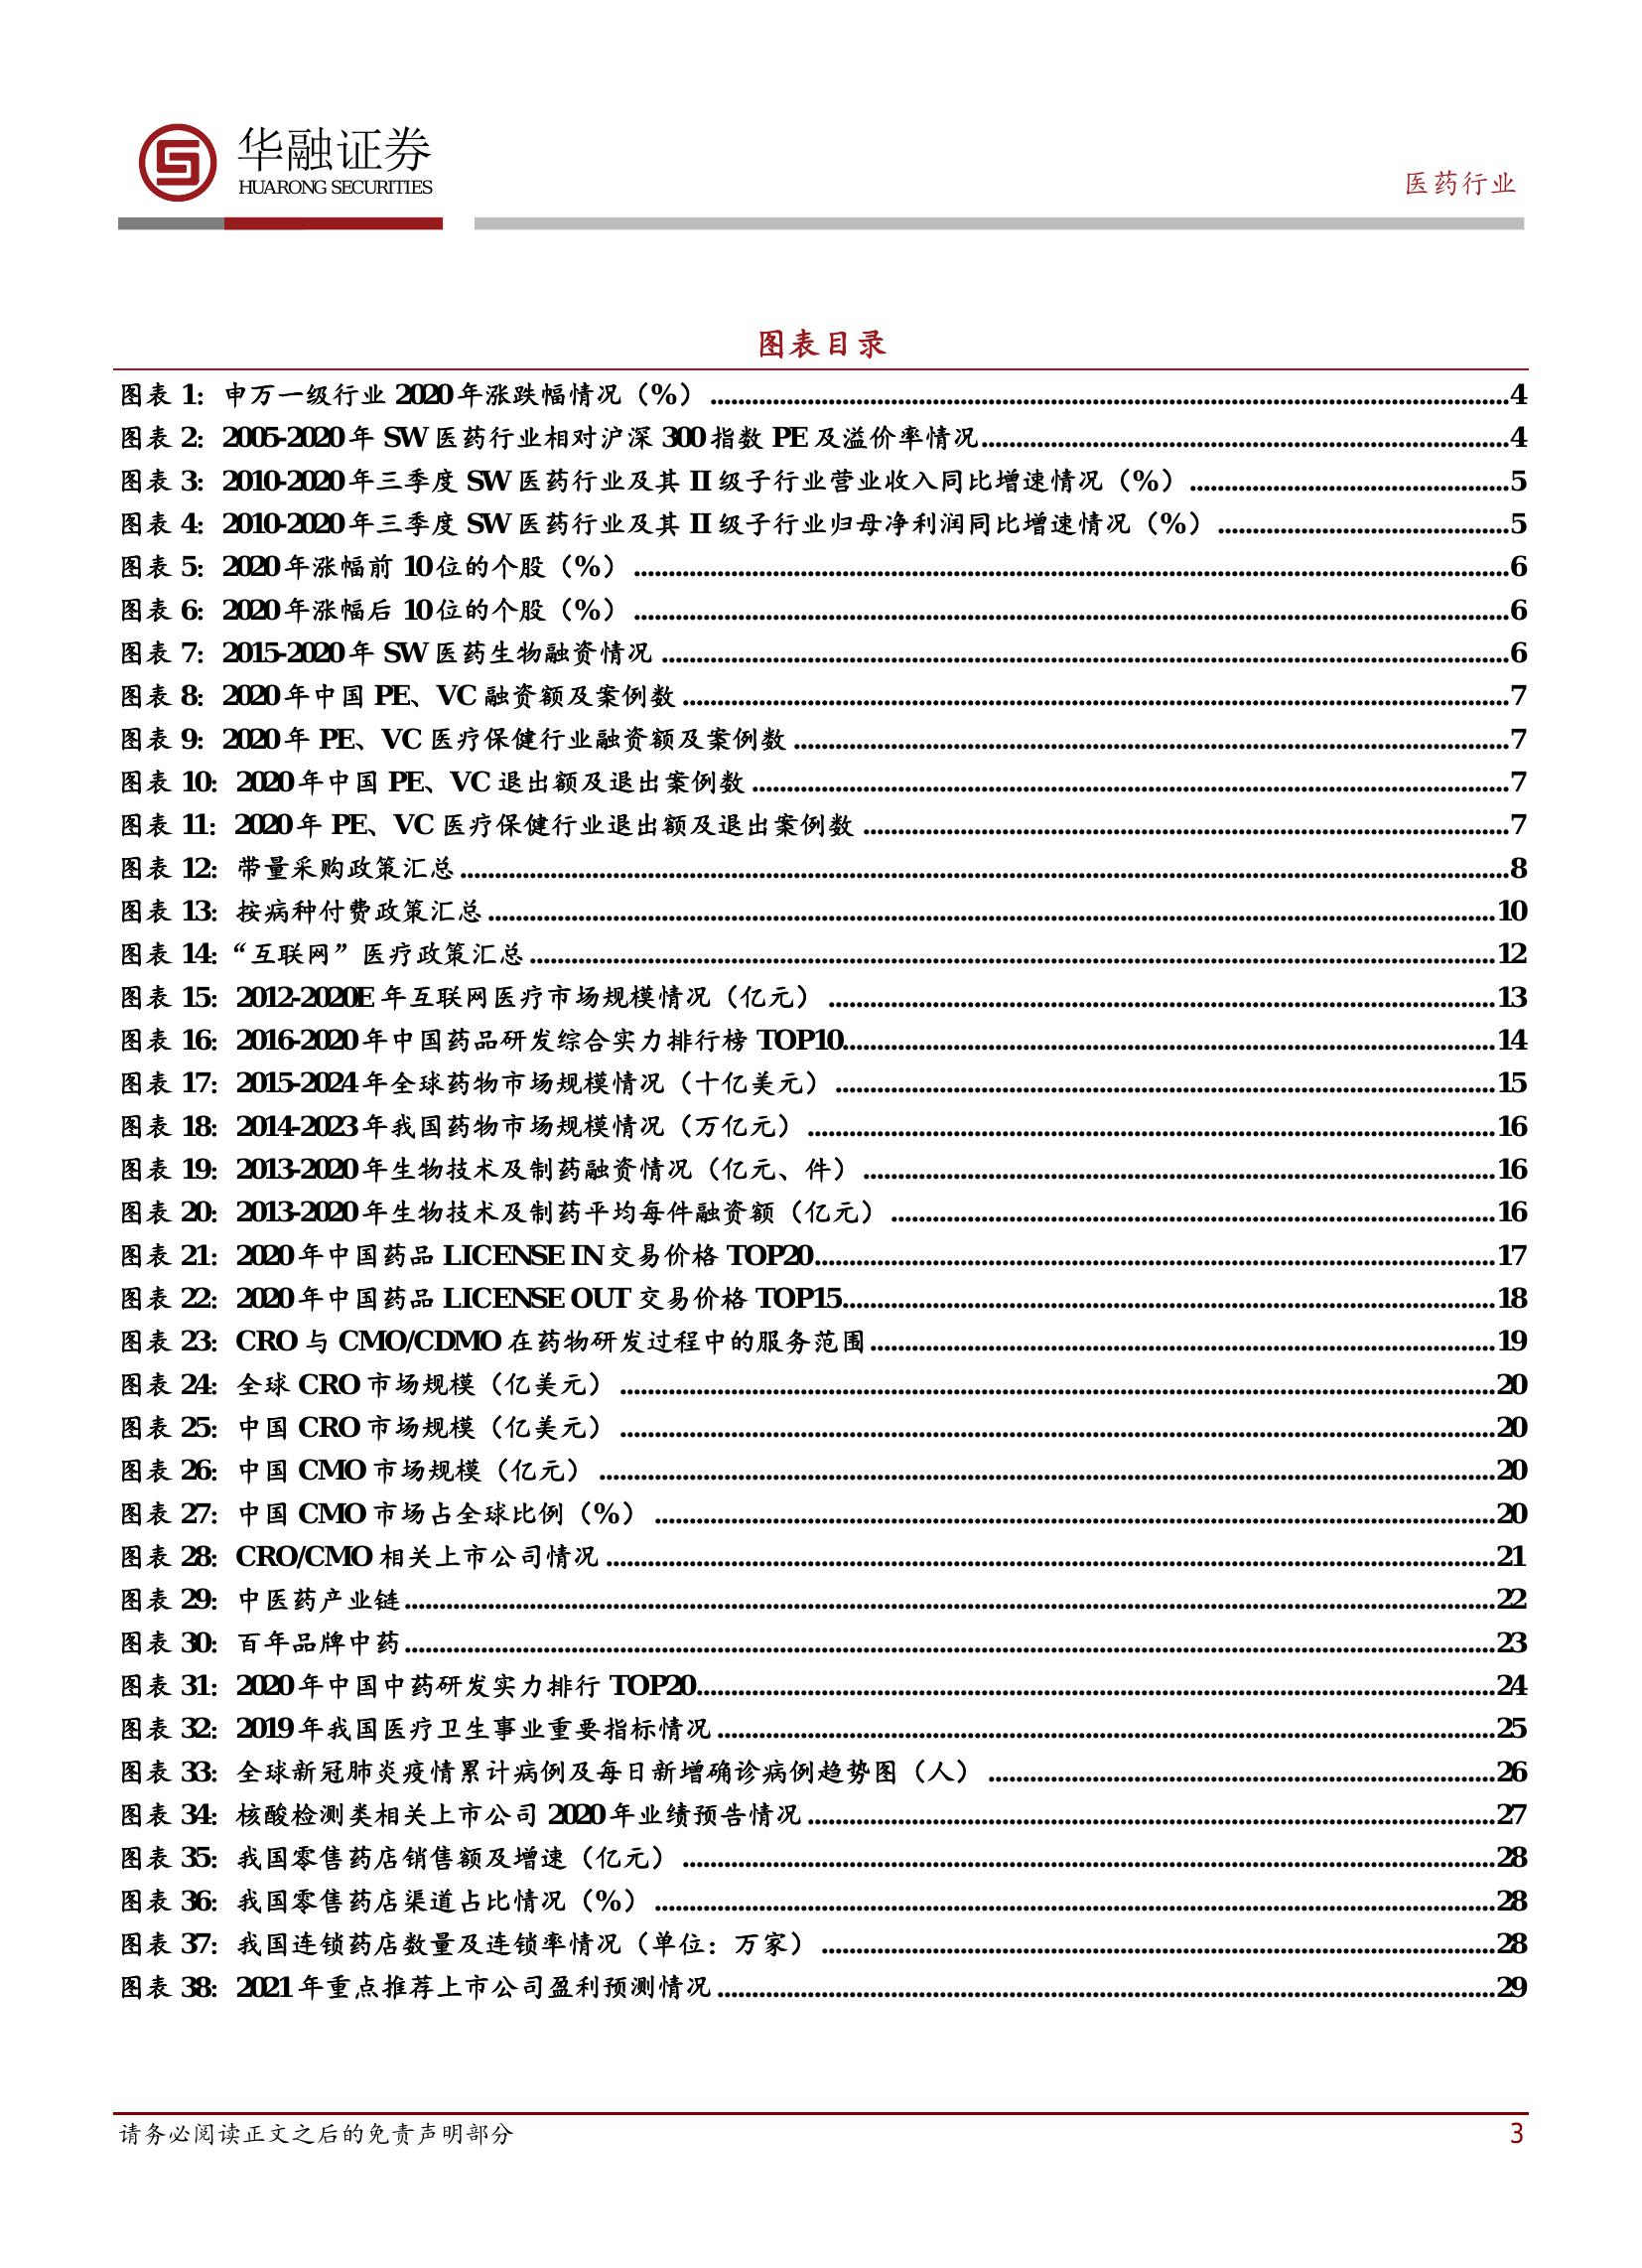 华融证券
HUARONG SECURITIES
医药行业
图表目录
图表 1: 申万一级行业 2020 年涨跌幅情况（%）......4
图表 2: 2005-2020 年 SW 医药行业相对沪深 300 指数 PE 及溢价率情况......4
图表 3: 2010-2020 年三季度 SW 医药行业及其 II 级子行业营业收入同比增速情况（%）......5
图表 4: 2010-2020 年三季度 SW 医药行业及其 II 级子行业归母净利润同比增速情况（%）......5
图表 5: 2020 年涨幅前 10 位的个股（%）......6
图表 6: 2020 年涨幅后 10 位的个股（%）......6
图表 7: 2015-2020 年 SW 医药生物融资情况......6
图表 8: 2020 年中国 PE、VC 融资额及案例数......7
图表 9: 2020 年 PE、VC 医疗保健行业融资额及案例数......7
图表 10: 2020 年中国 PE、VC 退出额及退出案例数......7
图表 11: 2020 年 PE、VC 医疗保健行业退出额及退出案例数......7
图表 12: 带量采购政策汇总......8
图表 13: 按病种付费政策汇总......10
图表 14: “互联网”医疗政策汇总......12
图表 15: 2012-2020E 年互联网医疗市场规模情况（亿元）......13
图表 16: 2016-2020 年中国药品研发综合实力排行榜 TOP10......14
图表 17: 2015-2024 年全球药物市场规模情况（十亿美元）......15
图表 18: 2014-2023 年我国药物市场规模情况（万亿元）......16
图表 19: 2013-2020 年生物技术及制药融资情况（亿元、件）......16
图表 20: 2013-2020 年生物技术及制药平均每件融资额（亿元）......16
图表 21: 2020 年中国药品 LICENSE IN 交易价格 TOP20......17
图表 22: 2020 年中国药品 LICENSE OUT 交易价格 TOP15......18
图表 23: CRO 与 CMO/CDMO 在药物研发过程中的服务范围......19
图表 24: 全球 CRO 市场规模（亿美元）......20
图表 25: 中国 CRO 市场规模（亿美元）......20
图表 26: 中国 CMO 市场规模（亿元）......20
图表 27: 中国 CMO 市场占全球比例（%）......20
图表 28: CRO/CMO 相关上市公司情况......21
图表 29: 中医药产业链......22
图表 30: 百年品牌中药......23
图表 31: 2020 年中国中药研发实力排行 TOP20......24
图表 32: 2019 年我国医疗卫生事业重要指标情况......25
图表 33: 全球新冠肺炎疫情累计病例及每日新增确诊病例趋势图（人）......26
图表 34: 核酸检测类相关上市公司 2020 年业绩预告情况......27
图表 35: 我国零售药店销售额及增速（亿元）......28
图表 36: 我国零售药店渠道占比情况（%）......28
图表 37: 我国连锁药店数量及连锁率情况（单位：万家）......28
图表 38: 2021 年重点推荐上市公司盈利预测情况......29
请务必阅读正文之后的免责声明部分
3